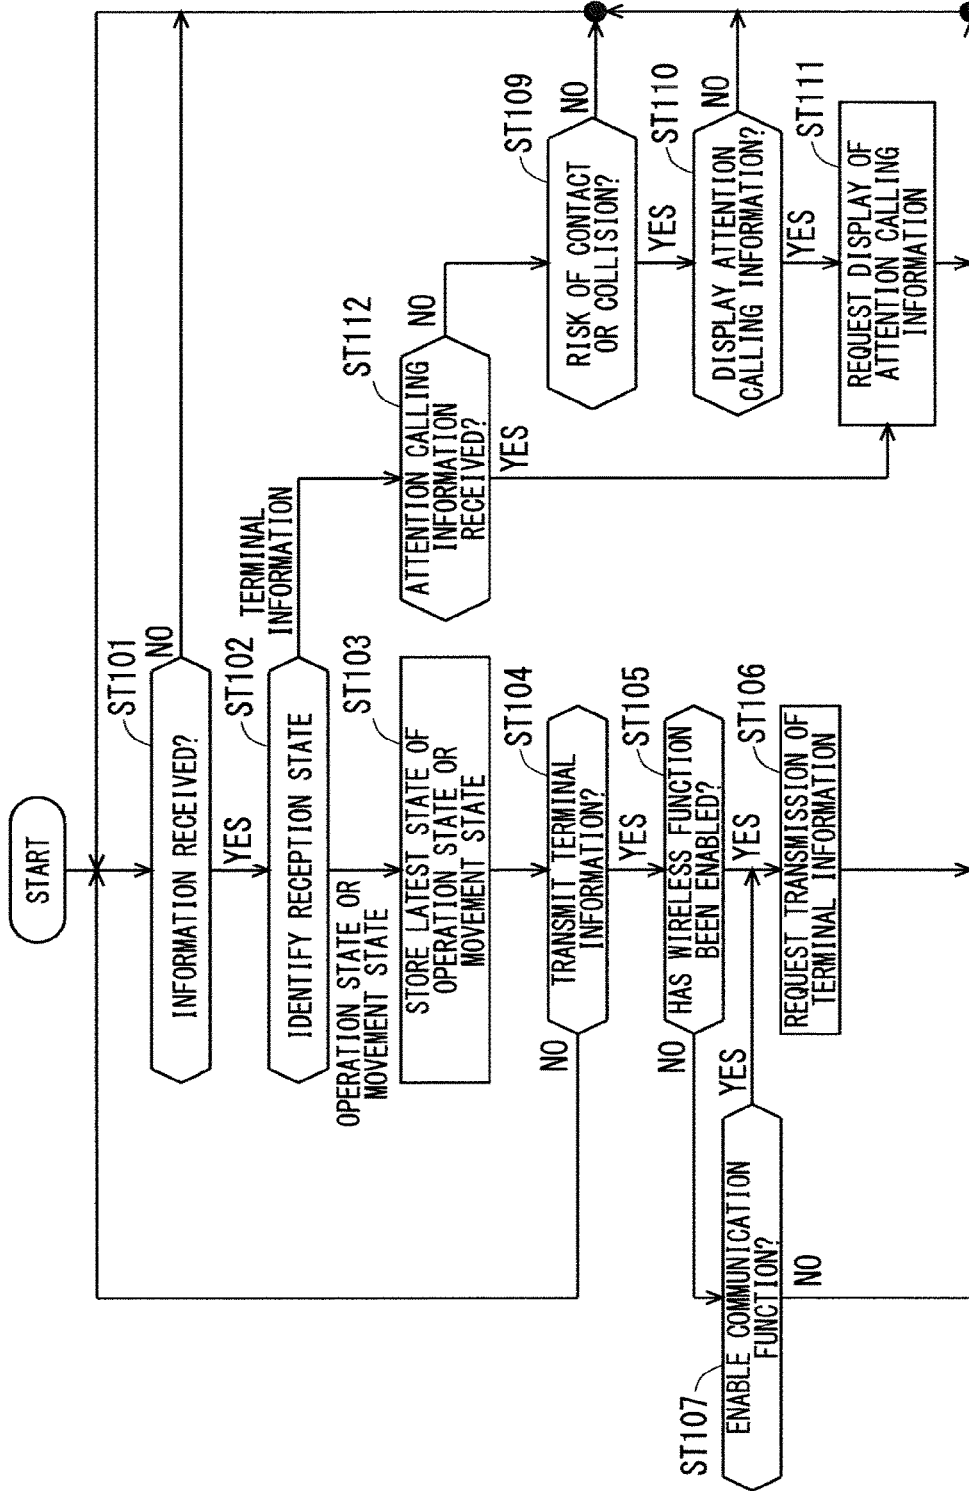 START
ST101
INFORMATION RECEIVED?
NO
YES
ST102
IDENTIFY RECEPTION STATE
TERMINAL
INFORMATION
OPERATION STATE OR
MOVEMENT STATE
ST103
STORE LATEST STATE OF
OPERATION STATE OR
MOVEMENT STATE
ST104
TRANSMIT TERMINAL
INFORMATION?
NO
YES
ST105
HAS WIRELESS FUNCTION
BEEN ENABLED?
NO
YES
ST106
REQUEST TRANSMISSION OF
TERMINAL INFORMATION
ST107
ENABLE COMMUNICATION
FUNCTION?
YES
NO
ST112
ATTENTION CALLING
INFORMATION
RECEIVED?
NO
YES
ST109
RISK OF CONTACT
OR COLLISION?
NO
YES
ST110
DISPLAY ATTENTION
CALLING INFORMATION?
NO
YES
ST111
REQUEST DISPLAY OF
ATTENTION CALLING
INFORMATION